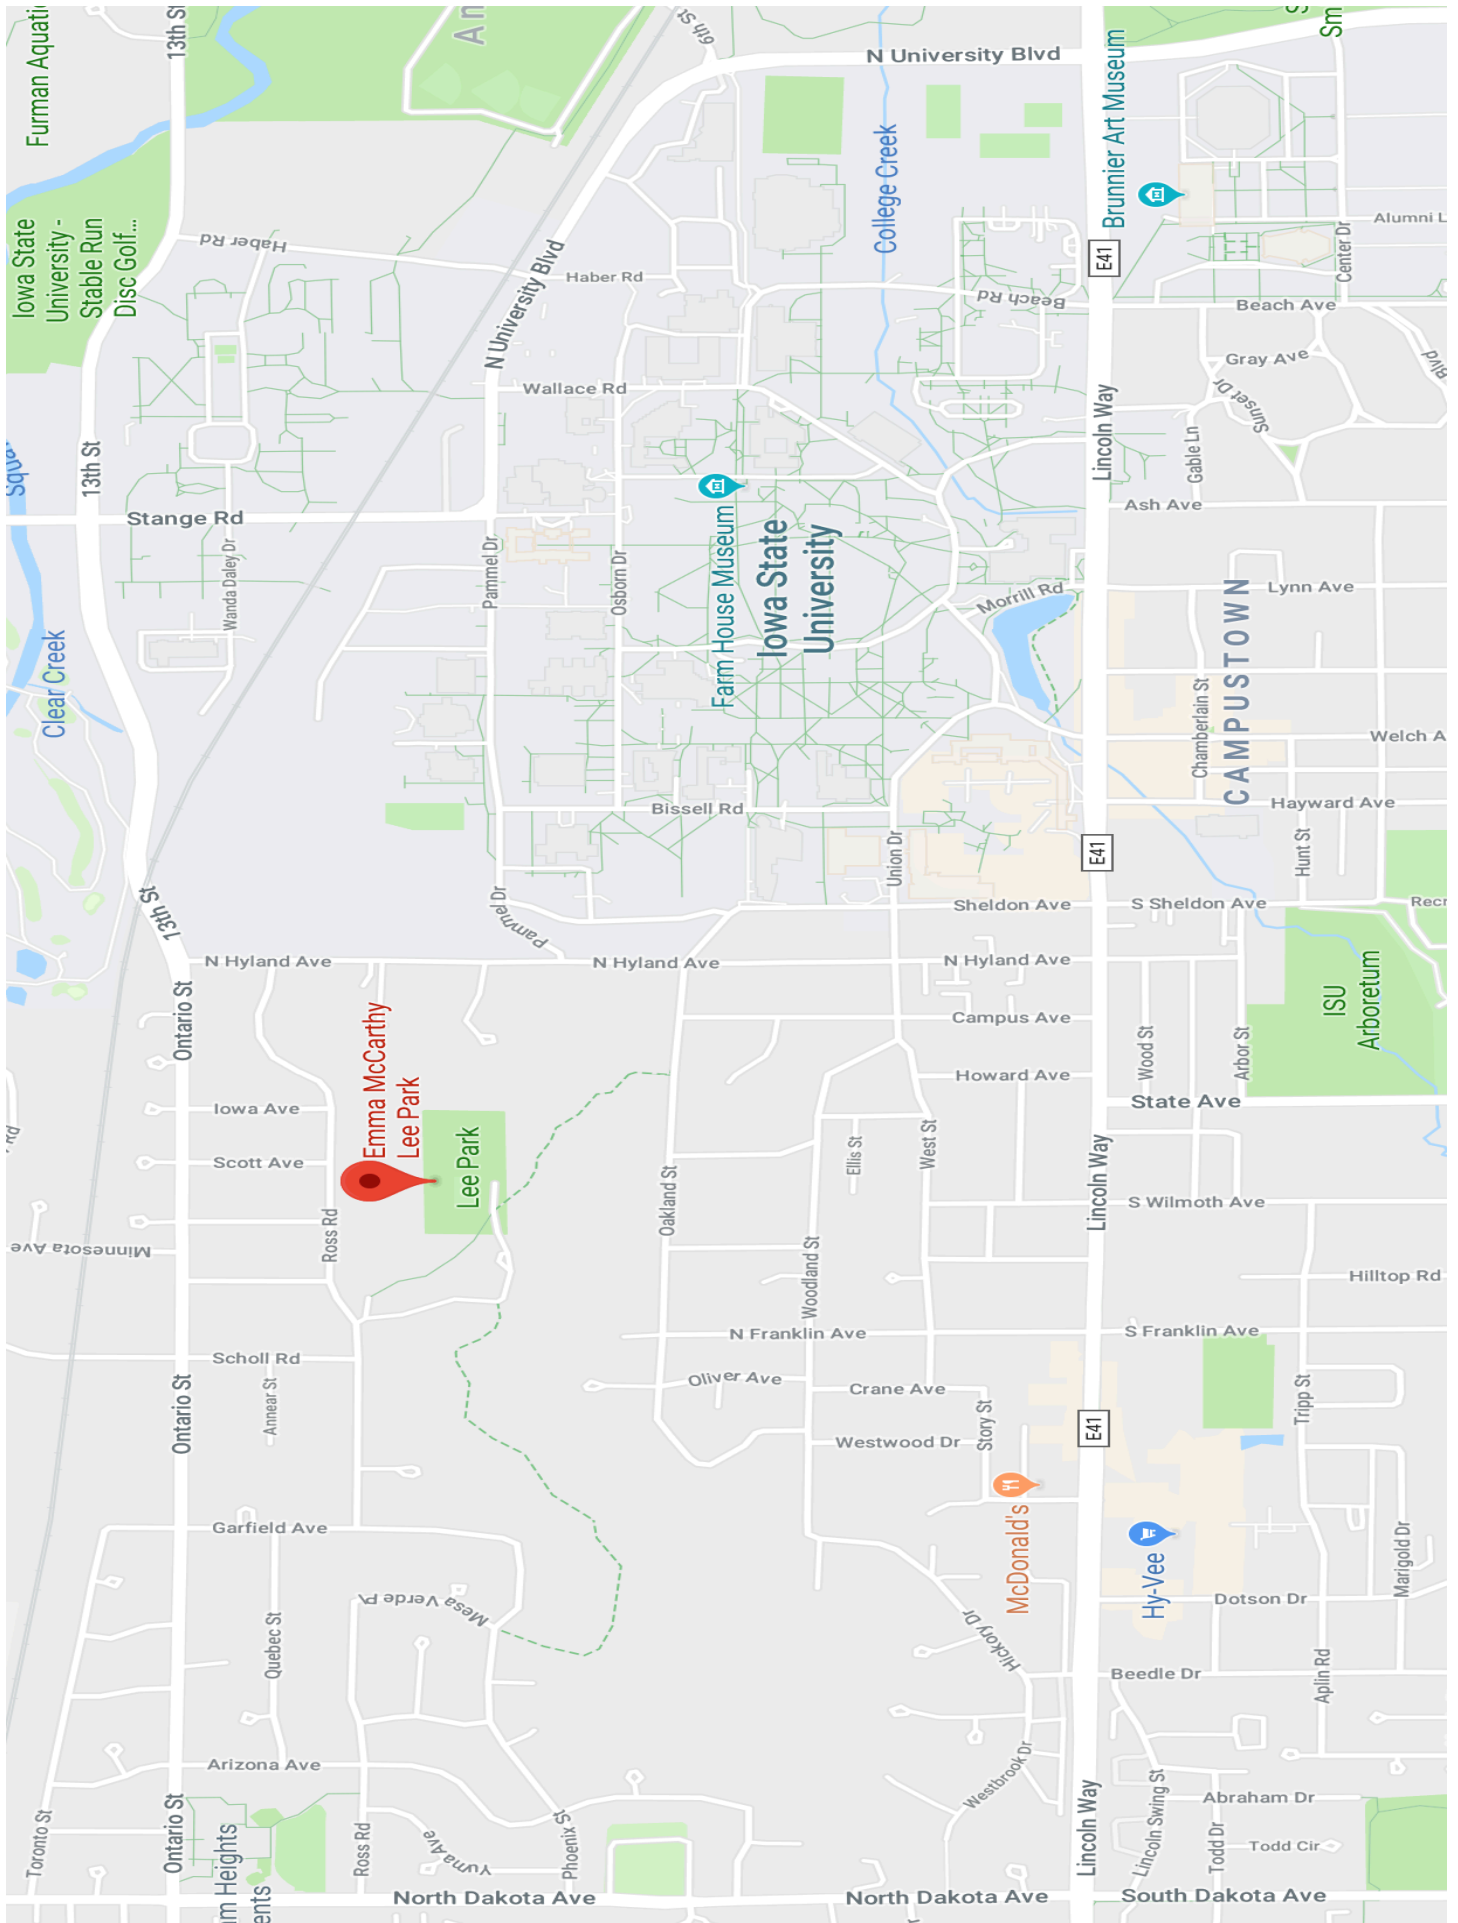 Furman Aquati
13th St
An
6th St
N University Blvd
Sm
Brunnier Art Museum
College Creek
Iowa State
University -
Stable Run
Disc Golf...
Haber Rd
Haber Rd
N University Blvd
Beach Rd
E41
Alumni L
Center Dr
Beach Ave
Gray Ave
Blvd
Sunset Dr
Wallace Rd
Lincoln Way
Gable Ln
13th St
Squa
Ash Ave
Stange Rd
Wanda Daley Dr
Pammel Dr
Osborn Dr
Farm House Museum
Iowa State
University
Morrill Rd
Lynn Ave
CAMPUSTOWN
Clear Creek
Chamberlain St
Welch A
Hayward Ave
Bissell Rd
Union Dr
E41
Hunt St
13th St
Pammel Dr
Pammel
Sheldon Ave
S Sheldon Ave
Recr
N Hyland Ave
N Hyland Ave
N Hyland Ave
Ontario St
Campus Ave
ISU
Arboretum
Wood St
Arbor St
Emma McCarthy
Lee Park
Howard Ave
State Ave
Iowa Ave
Rd
Scott Ave
Lee Park
Ellis St
West St
Lincoln Way
Oakland St
S Wilmoth Ave
Ross Rd
Minnesota Ave
Woodland St
Hilltop Rd
N Franklin Ave
S Franklin Ave
Scholl Rd
Annear St
Oliver Ave
Crane Ave
Tripp St
Ontario St
Story St
E41
Westwood Dr
McDonald's
Hy-Vee
Garfield Ave
Marigold Dr
Mesa Verde Pl
Dotson Dr
Quebec St
Hickory Dr
Beedle Dr
Aplin Rd
Arizona Ave
Westbrook Dr
Lincoln Way
Lincoln Swing St
Abraham Dr
Toronto St
Ontario St
m Heights
ents
Ross Rd
Yuma Ave
Phoenix St
Todd Dr
Todd Cir
North Dakota Ave
North Dakota Ave
South Dakota Ave